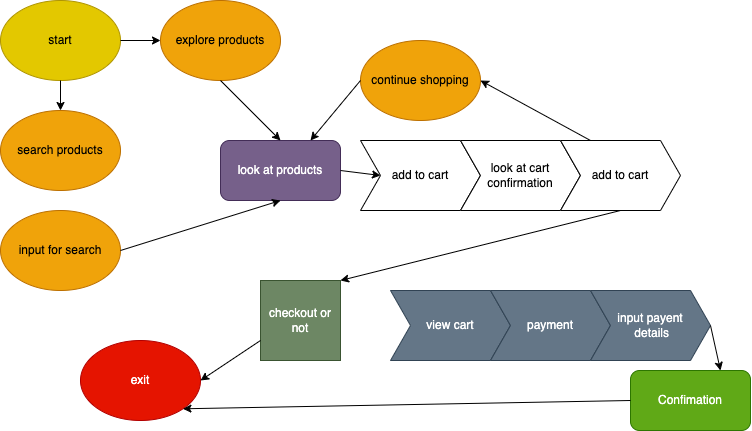 start
explore products
continue shopping
search products
look at products
add to cart
look at cart
confirmation
add to cart
input for search
checkout or
not
view cart
payment
input payent
details
exit
Confimation